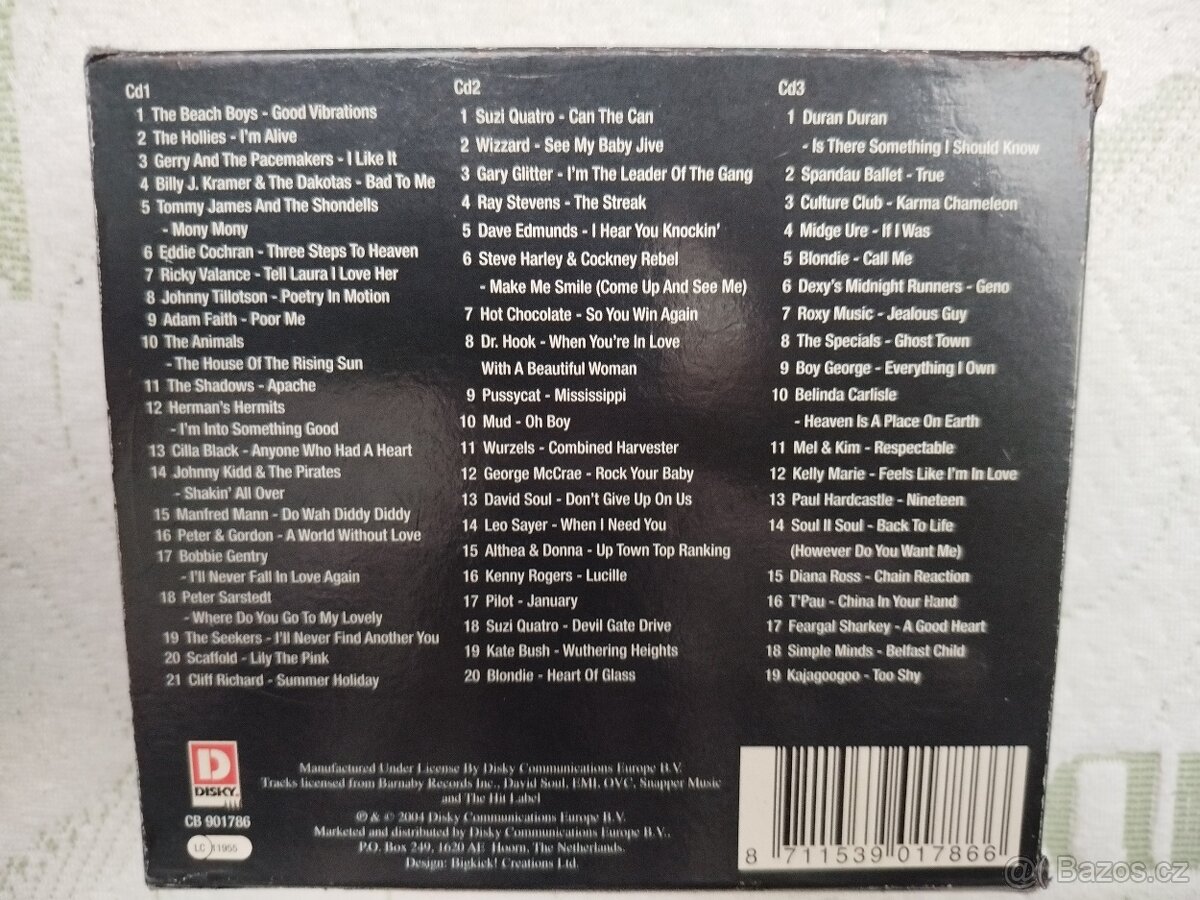 Cd1
1 The Beach Boys - Good Vibrations
2 The Hollies - I'm Alive
3 Gerry And The Pacemakers - I Like It
4 Billy J. Kramer & The Dakotas - Bad To Me
5 Tommy James And The Shondells
- Mony Mony
6 Eddie Cochran - Three Steps To Heaven
7 Ricky Valance - Tell Laura I Love Her
8 Johnny Tillotson - Poetry In Motion
9 Adam Faith - Poor Me
10 The Animals
- The House Of The Rising Sun
11 The Shadows - Apache
12 Herman's Hermits
- I'm Into Something Good
13 Cilla Black - Anyone Who Had A Heart
14 Johnny Kidd & The Pirates
- Shakin' All Over
15 Manfred Mann - Do Wah Diddy Diddy
16 Peter & Gordon - A World Without Love
17 Bobbie Gentry
- I'll Never Fall In Love Again
18 Peter Sarstedt
- Where Do You Go To My Lovely
19 The Seekers - I'll Never Find Another You
20 Scaffold - Lily The Pink
21 Cliff Richard - Summer Holiday
Cd2
1 Suzi Quatro - Can The Can
2 Wizzard - See My Baby Jive
3 Gary Glitter - I'm The Leader Of The Gang
4 Ray Stevens - The Streak
5 Dave Edmunds - I Hear You Knockin'
6 Steve Harley & Cockney Rebel
- Make Me Smile (Come Up And See Me)
7 Hot Chocolate - So You Win Again
8 Dr. Hook - When You're In Love
With A Beautiful Woman
9 Pussycat - Mississippi
10 Mud - Oh Boy
11 Wurzels - Combined Harvester
12 George McCrae - Rock Your Baby
13 David Soul - Don't Give Up On Us
14 Leo Sayer - When I Need You
15 Althea & Donna - Up Town Top Ranking
16 Kenny Rogers - Lucille
17 Pilot - January
18 Suzi Quatro - Devil Gate Drive
19 Kate Bush - Wuthering Heights
20 Blondie - Heart Of Glass
Cd3
1 Duran Duran
- Is There Something I Should Know
2 Spandau Ballet - True
3 Culture Club - Karma Chameleon
4 Midge Ure - If I Was
5 Blondie - Call Me
6 Dexy's Midnight Runners - Geno
7 Roxy Music - Jealous Guy
8 The Specials - Ghost Town
9 Boy George - Everything I Own
10 Belinda Carlisle
- Heaven Is A Place On Earth
11 Mel & Kim - Respectable
12 Kelly Marie - Feels Like I'm In Love
13 Paul Hardcastle - Nineteen
14 Soul II Soul - Back To Life
(However Do You Want Me)
15 Diana Ross - Chain Reaction
16 T'Pau - China In Your Hand
17 Feargal Sharkey - A Good Heart
18 Simple Minds - Belfast Child
19 Kajagoogoo - Too Shy
D
DISKY
CB 901786
LC 11955
Manufactured Under License By Disky Communications Europe B.V.
Tracks licensed from Barnaby Records Inc., David Soul, EMI, OVC, Snapper Music
and The Hit Label
℗ & © 2004 Disky Communications Europe B.V.
Marketed and distributed by Disky Communications Europe B.V.,
P.O. Box 249, 1620 AE Hoorn, The Netherlands.
Design: Bigkick! Creations Ltd.
8 711539 017866
Bazos.cz